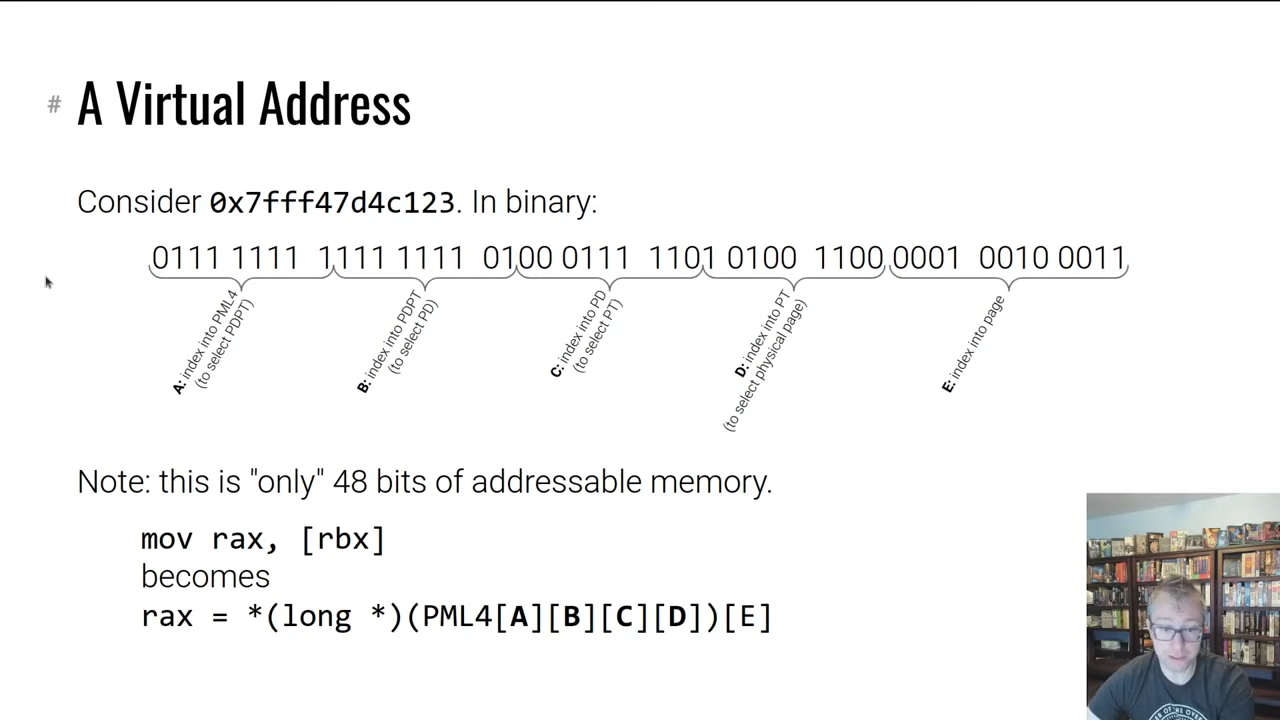 # A Virtual Address
Consider 0x7fff47d4c123. In binary:
0111 1111 1111 1111 0100 0111 1101 0100 1100 0001 0010 0011
A: index into PML4
(to select PDPT)
B: index into PDPT
(to select PD)
C: index into PD
(to select PT)
D: index into PT
(to select physical page)
E: index into page
Note: this is "only" 48 bits of addressable memory.
mov rax, [rbx]
becomes
rax = *(long *)(PML4[A][B][C][D])[E]